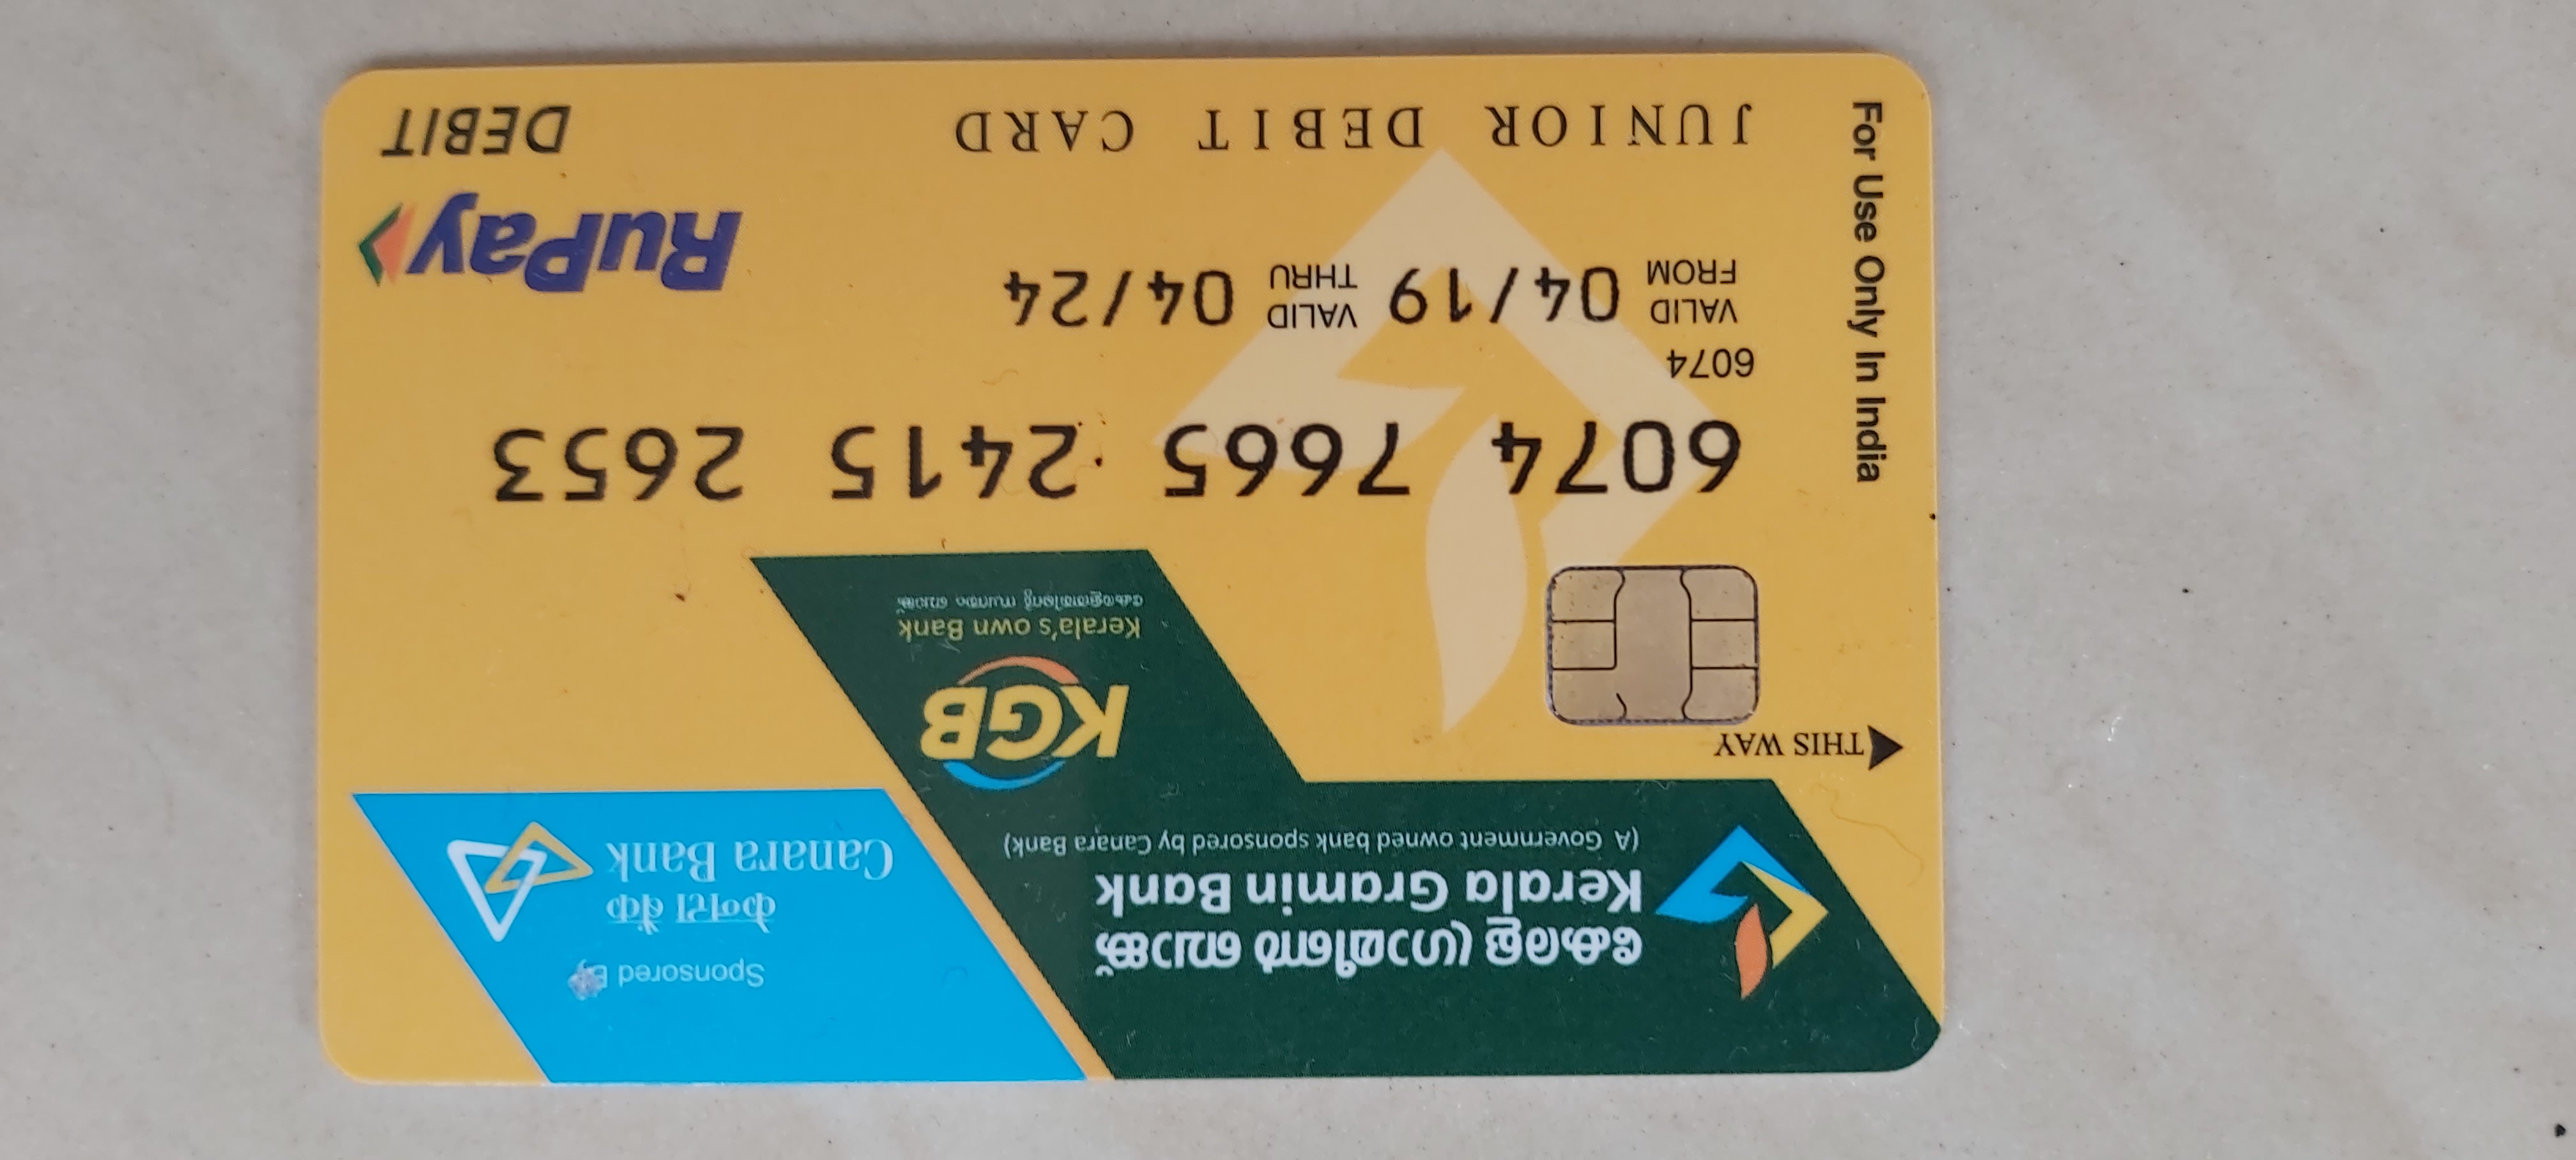 കേരള ഗ്രാമീൺ ബാങ്ക്
Kerala Gramin Bank
(A Government owned bank sponsored by Canara Bank)
Sponsored
केनरा बैंक
Canara Bank
KGB
Kerala's own Bank
കേരളത്തിന്റെ സ്വന്തം ബാങ്ക്
THIS WAY
6074 7665 2415 2653
6074
VALID FROM 04/19 VALID THRU 04/24
RuPay
DEBIT
JUNIOR DEBIT CARD
For Use Only In India